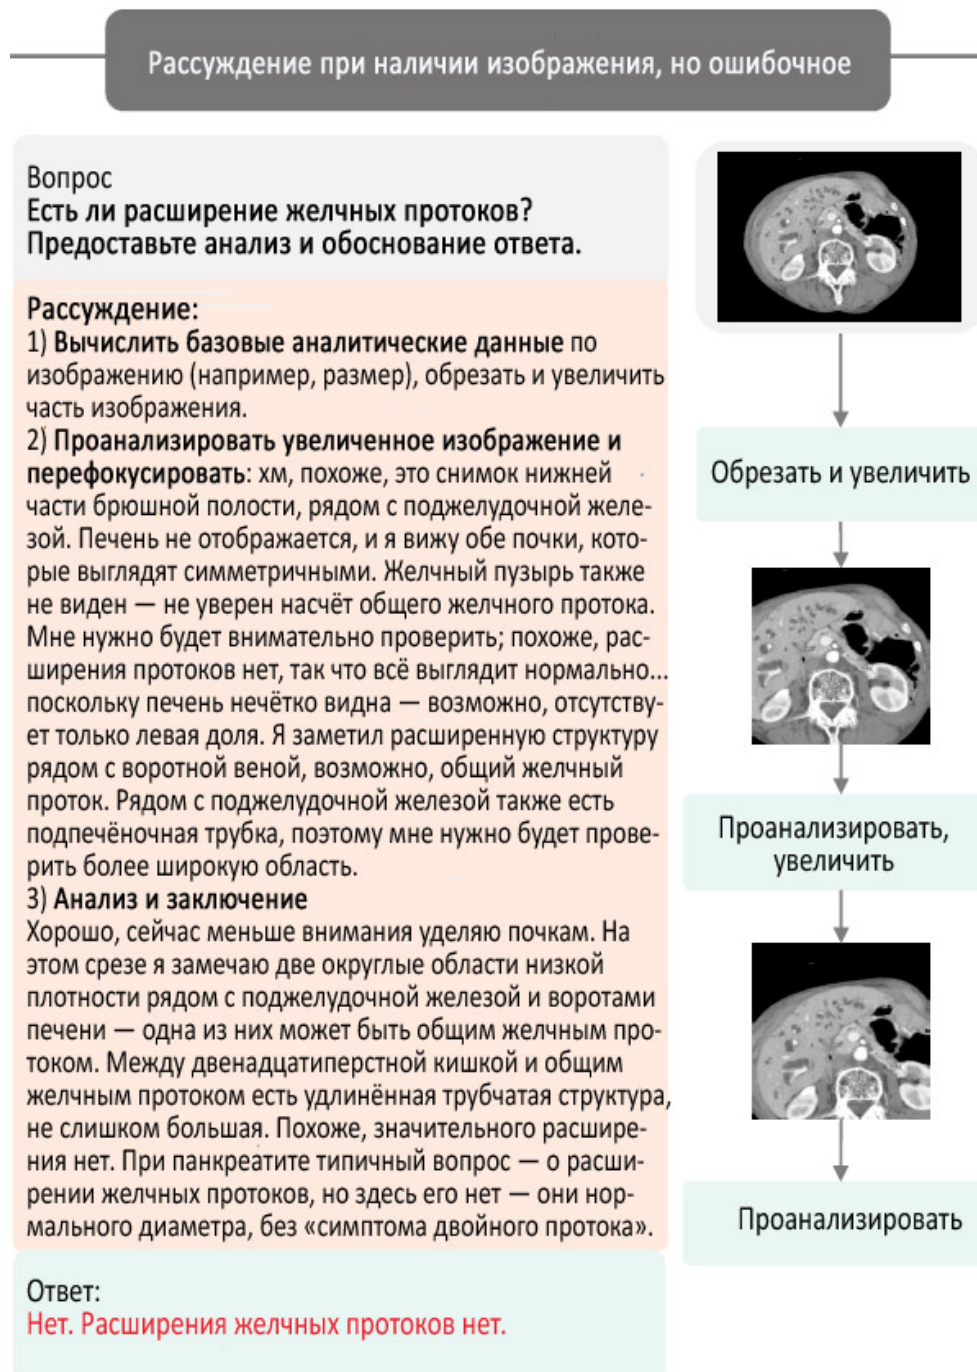 Рассуждение при наличии изображения, но ошибочное
Вопрос
Есть ли расширение желчных протоков?
Предоставьте анализ и обоснование ответа.
Рассуждение:
1) Вычислить базовые аналитические данные по
изображению (например, размер), обрезать и увеличить
часть изображения.
2) Проанализировать увеличенное изображение и
перефокусировать: хм, похоже, это снимок нижней
части брюшной полости, рядом с поджелудочной желе-
зой. Печень не отображается, и я вижу обе почки, кото-
рые выглядят симметричными. Желчный пузырь также
не виден — не уверен насчёт общего желчного протока.
Мне нужно будет внимательно проверить; похоже, рас-
ширения протоков нет, так что всё выглядит нормально...
поскольку печень нечётко видна — возможно, отсутству-
ет только левая доля. Я заметил расширенную структуру
рядом с воротной веной, возможно, общий желчный
проток. Рядом с поджелудочной железой также есть
подпечёночная трубка, поэтому мне нужно будет прове-
рить более широкую область.
3) Анализ и заключение
Хорошо, сейчас меньше внимания уделяю почкам. На
этом срезе я замечаю две округлые области низкой
плотности рядом с поджелудочной железой и воротами
печени — одна из них может быть общим желчным про-
током. Между двенадцатиперстной кишкой и общим
желчным протоком есть удлинённая трубчатая структура,
не слишком большая. Похоже, значительного расшире-
ния нет. При панкреатите типичный вопрос — о расши-
рении желчных протоков, но здесь его нет — они нор-
мального диаметра, без «симптома двойного протока».
Ответ:
Нет. Расширения желчных протоков нет.
Обрезать и увеличить
Проанализировать,
увеличить
Проанализировать